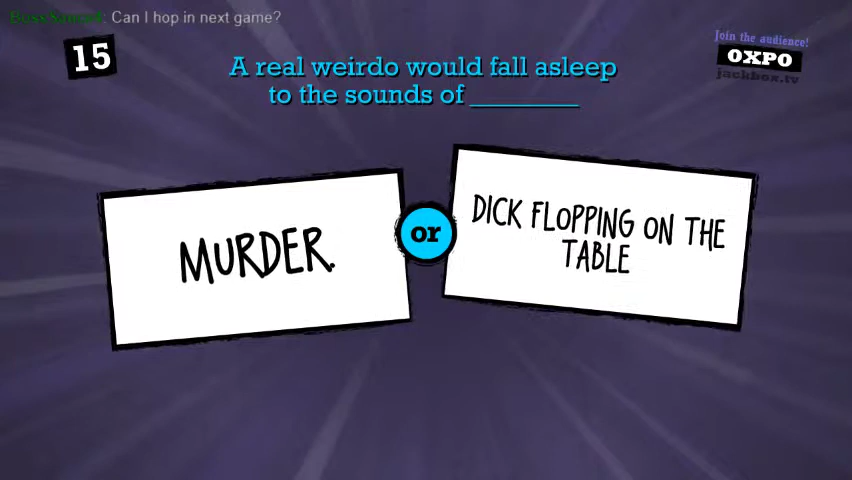 : Can I hop in next game?
15
Join the audience!
OXPO
jackbox.tv
A real weirdo would fall asleep
to the sounds of ________
MURDER.
or
DICK FLOPPING ON THE
TABLE